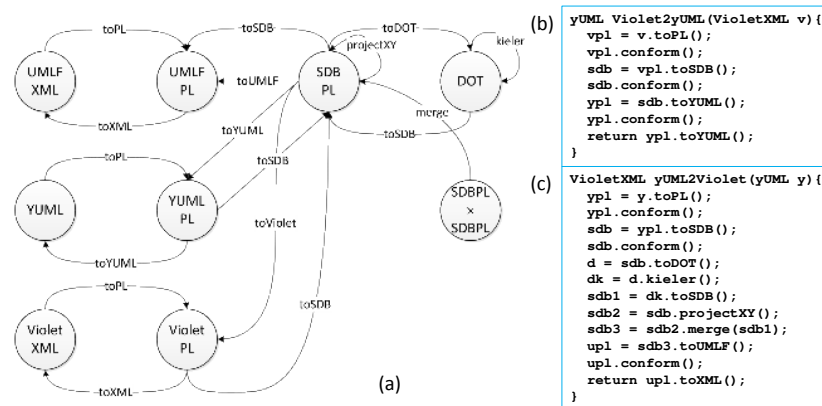 toPL
toSDB
toDOT
projectXY
kieler
UMLF
XML
UMLF
PL
toUMLF
SDB
PL
DOT
merge
toXML
toYUML
toSDB
toPL
toSDB
YUML
YUML
PL
SDBPL
×
SDBPL
toYUML
toViolet
toPL
toSDB
Violet
XML
Violet
PL
toXML
(a)
(b)
yUML Violet2yUML(VioletXML v){
vpl = v.toPL();
vpl.conform();
sdb = vpl.toSDB();
sdb.conform();
ypl = sdb.toYUML();
ypl.conform();
return ypl.toYUML();
}
(c)
VioletXML yUML2Violet(yUML y){
ypl = y.toPL();
ypl.conform();
sdb = ypl.toSDB();
sdb.conform();
d = sdb.toDOT();
dk = d.kieler();
sdb1 = dk.toSDB();
sdb2 = sdb.projectXY();
sdb3 = sdb2.merge(sdb1);
upl = sdb3.toUMLF();
upl.conform();
return upl.toXML();
}